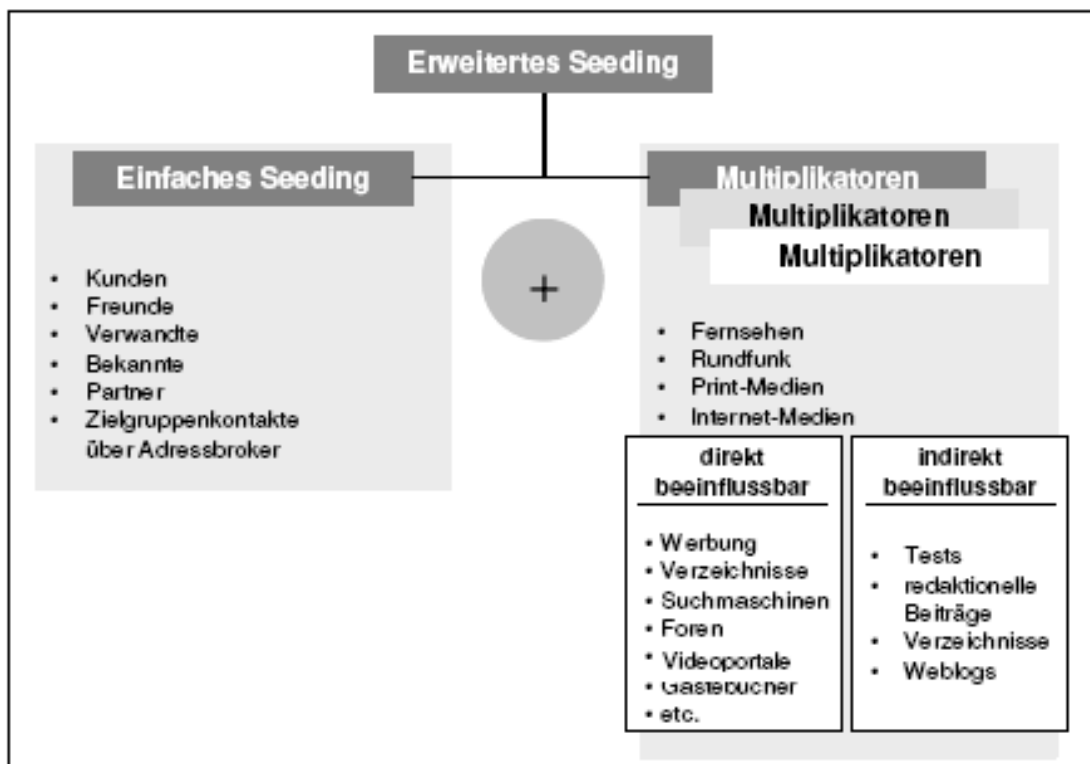 Erweitertes Seeding
Einfaches Seeding
• Kunden
• Freunde
• Verwandte
• Bekannte
• Partner
• Zielgruppenkontakte
über Adressbroker
+
Multiplikatoren
Multiplikatoren
Multiplikatoren
• Fernsehen
• Rundfunk
• Print-Medien
• Internet-Medien
direkt
beeinflussbar
• Werbung
• Verzeichnisse
• Suchmaschinen
• Foren
• Videoportale
• Gästebücher
• etc.
indirekt
beeinflussbar
• Tests
• redaktionelle
Beiträge
• Verzeichnisse
• Weblogs